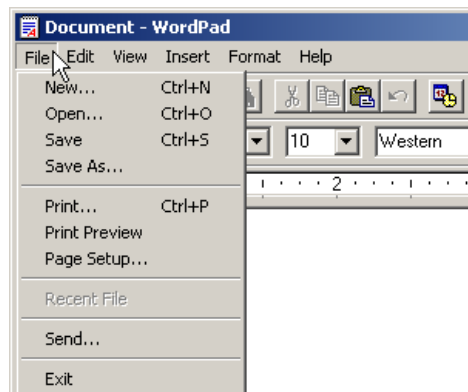 Document - WordPad
File Edit View Insert Format Help
New... Ctrl+N
Open... Ctrl+O
Save Ctrl+S
10 Western
Save As...
2
Print... Ctrl+P
Print Preview
Page Setup...
Recent File
Send...
Exit